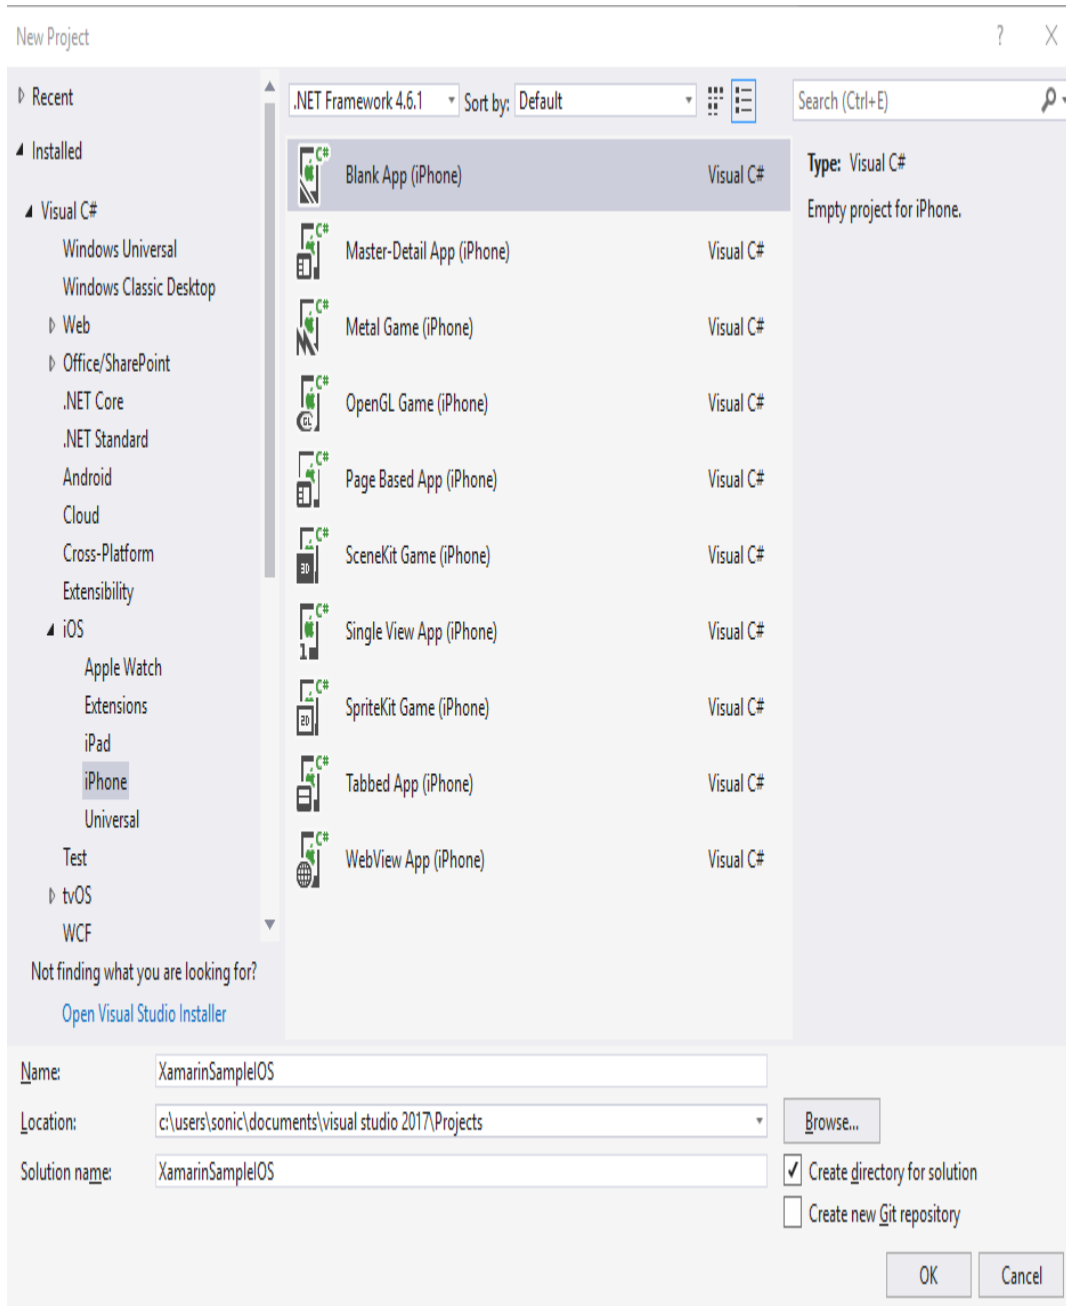 New Project
?
Recent
Installed
Visual C#
Windows Universal
Windows Classic Desktop
Web
Office/SharePoint
.NET Core
.NET Standard
Android
Cloud
Cross-Platform
Extensibility
iOS
Apple Watch
Extensions
iPad
iPhone
Universal
Test
tvOS
WCF
Not finding what you are looking for?
Open Visual Studio Installer
.NET Framework 4.6.1
Sort by: Default
C# Blank App (iPhone) Visual C#
C# Master-Detail App (iPhone) Visual C#
C# Metal Game (iPhone) Visual C#
C# GL OpenGL Game (iPhone) Visual C#
C# Page Based App (iPhone) Visual C#
C# 3D SceneKit Game (iPhone) Visual C#
C# 1 Single View App (iPhone) Visual C#
C# 2D SpriteKit Game (iPhone) Visual C#
C# Tabbed App (iPhone) Visual C#
C# WebView App (iPhone) Visual C#
Search (Ctrl+E)
Type: Visual C#
Empty project for iPhone.
Name: XamarinSampleIOS
Location: c:\users\sonic\documents\visual studio 2017\Projects
Browse...
Solution name: XamarinSampleIOS
Create directory for solution
Create new Git repository
OK Cancel